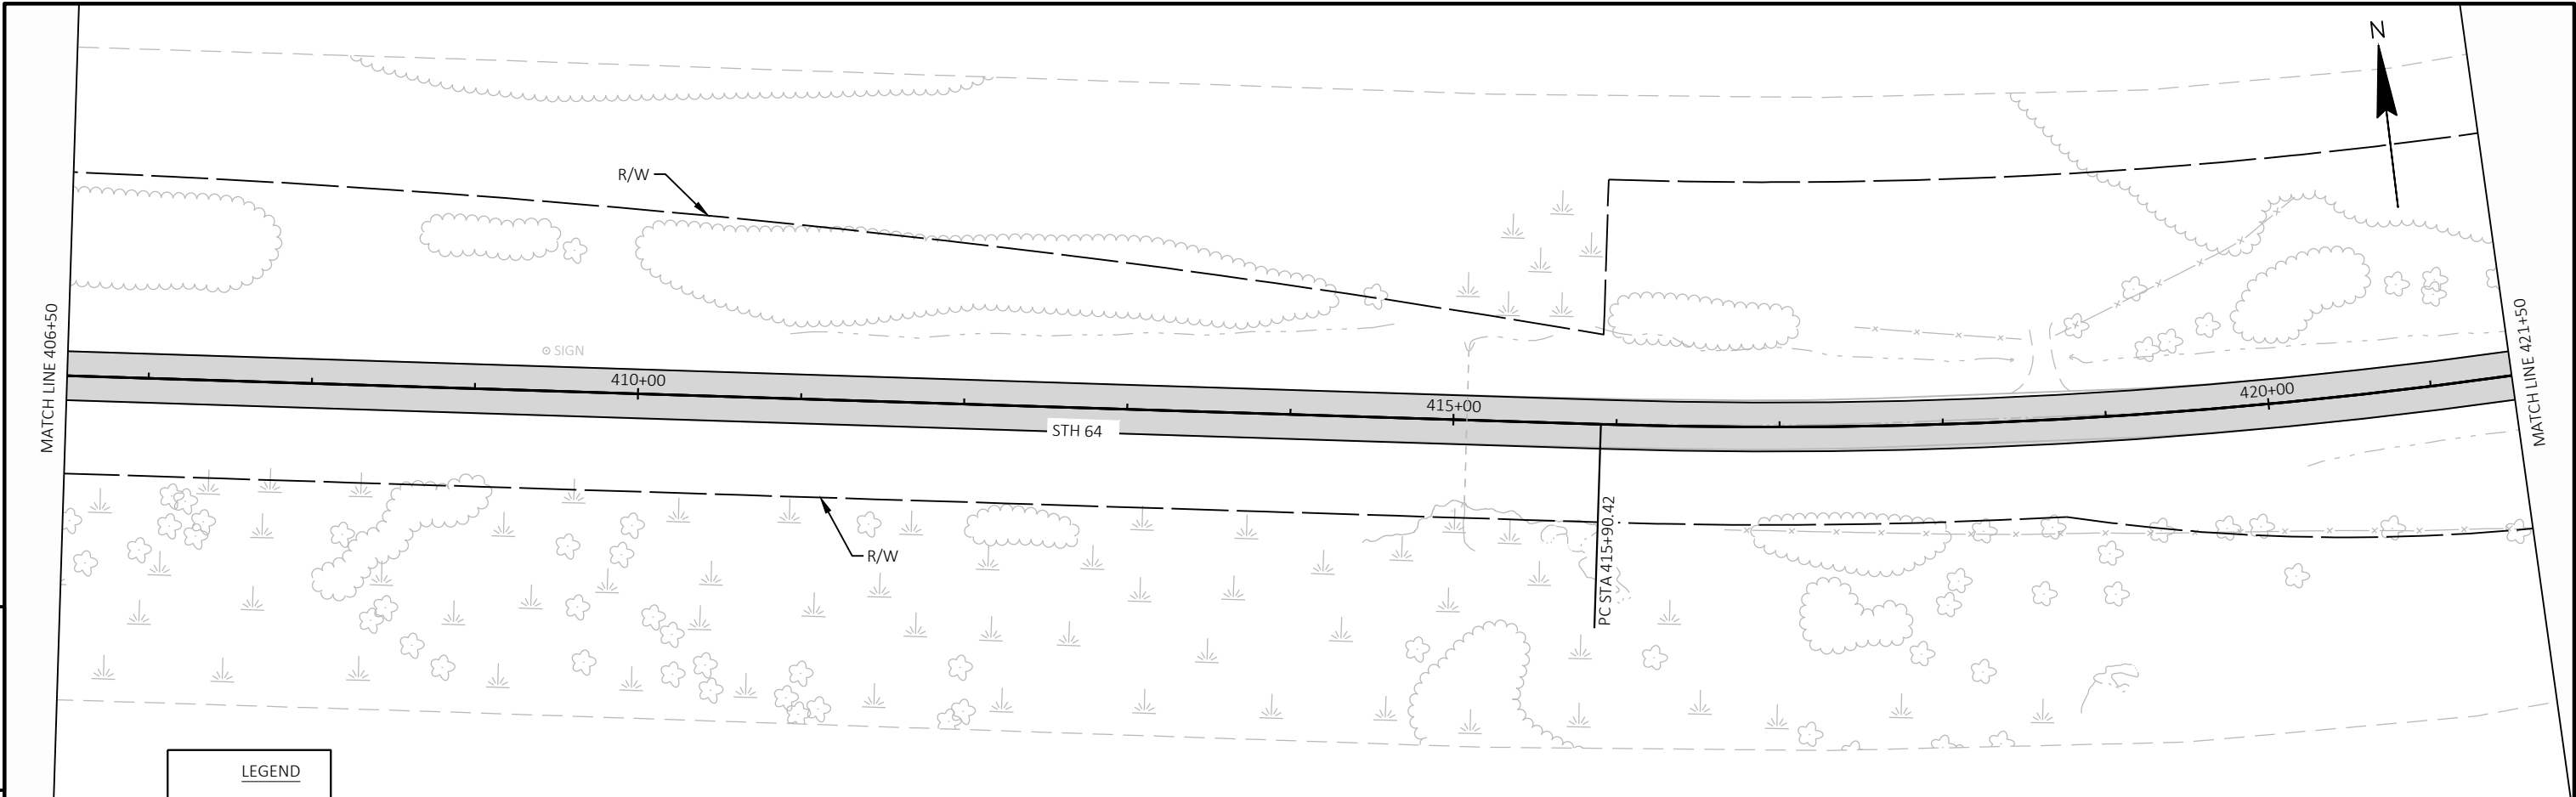 N
R/W
MATCH LINE 406+50
MATCH LINE 421+50
SIGN
410+00
415+00
420+00
STH 64
PC STA 415+90.42
R/W
LEGEND